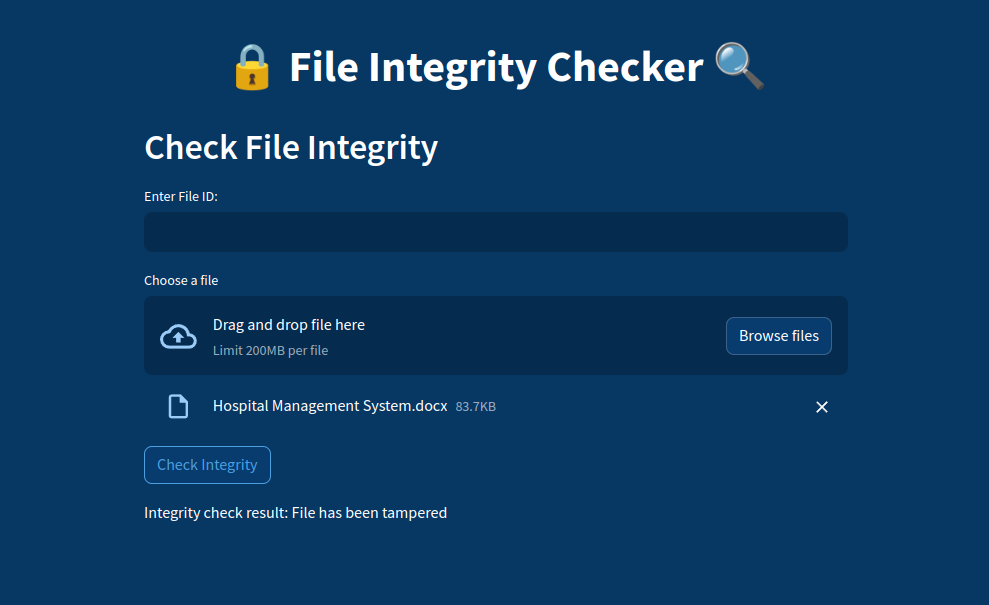 File Integrity Checker
Check File Integrity
Enter File ID:
Choose a file
Drag and drop file here
Limit 200MB per file
Browse files
Hospital Management System.docx 83.7KB
Check Integrity
Integrity check result: File has been tampered